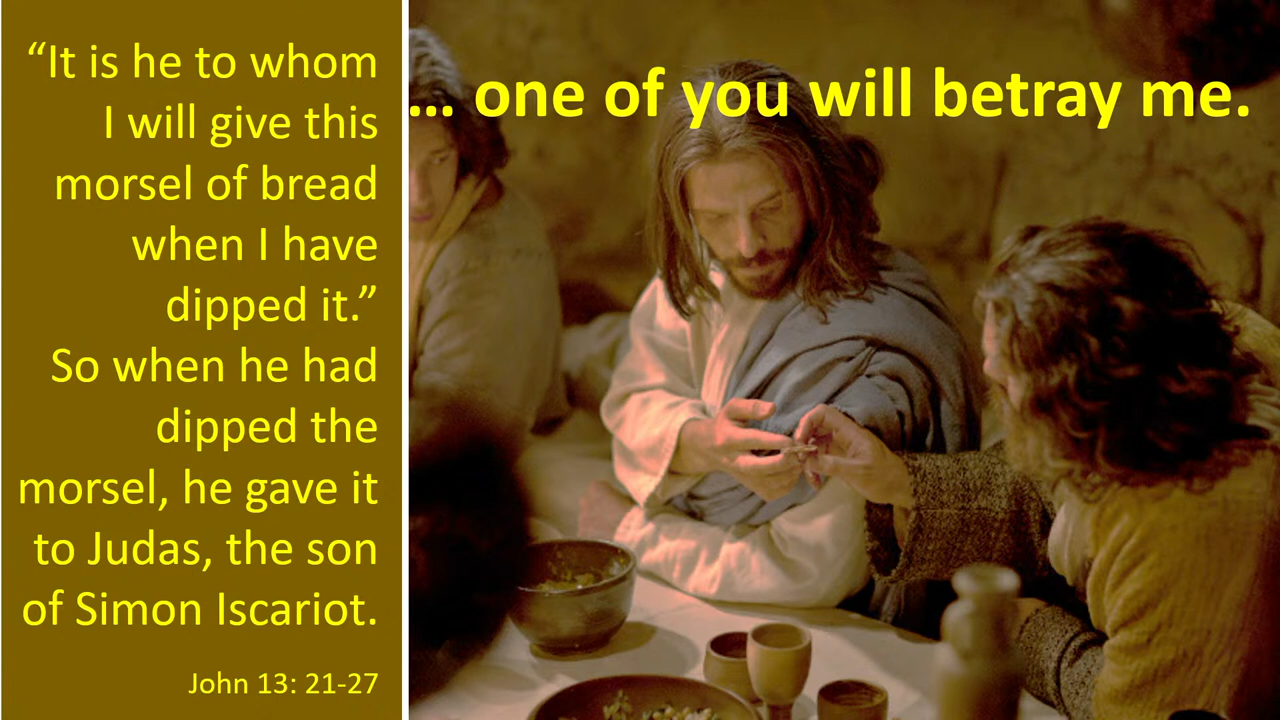 “It is he to whom
I will give this
morsel of bread
when I have
dipped it.”
So when he had
dipped the
morsel, he gave it
to Judas, the son
of Simon Iscariot.
John 13: 21-27
... one of you will betray me.